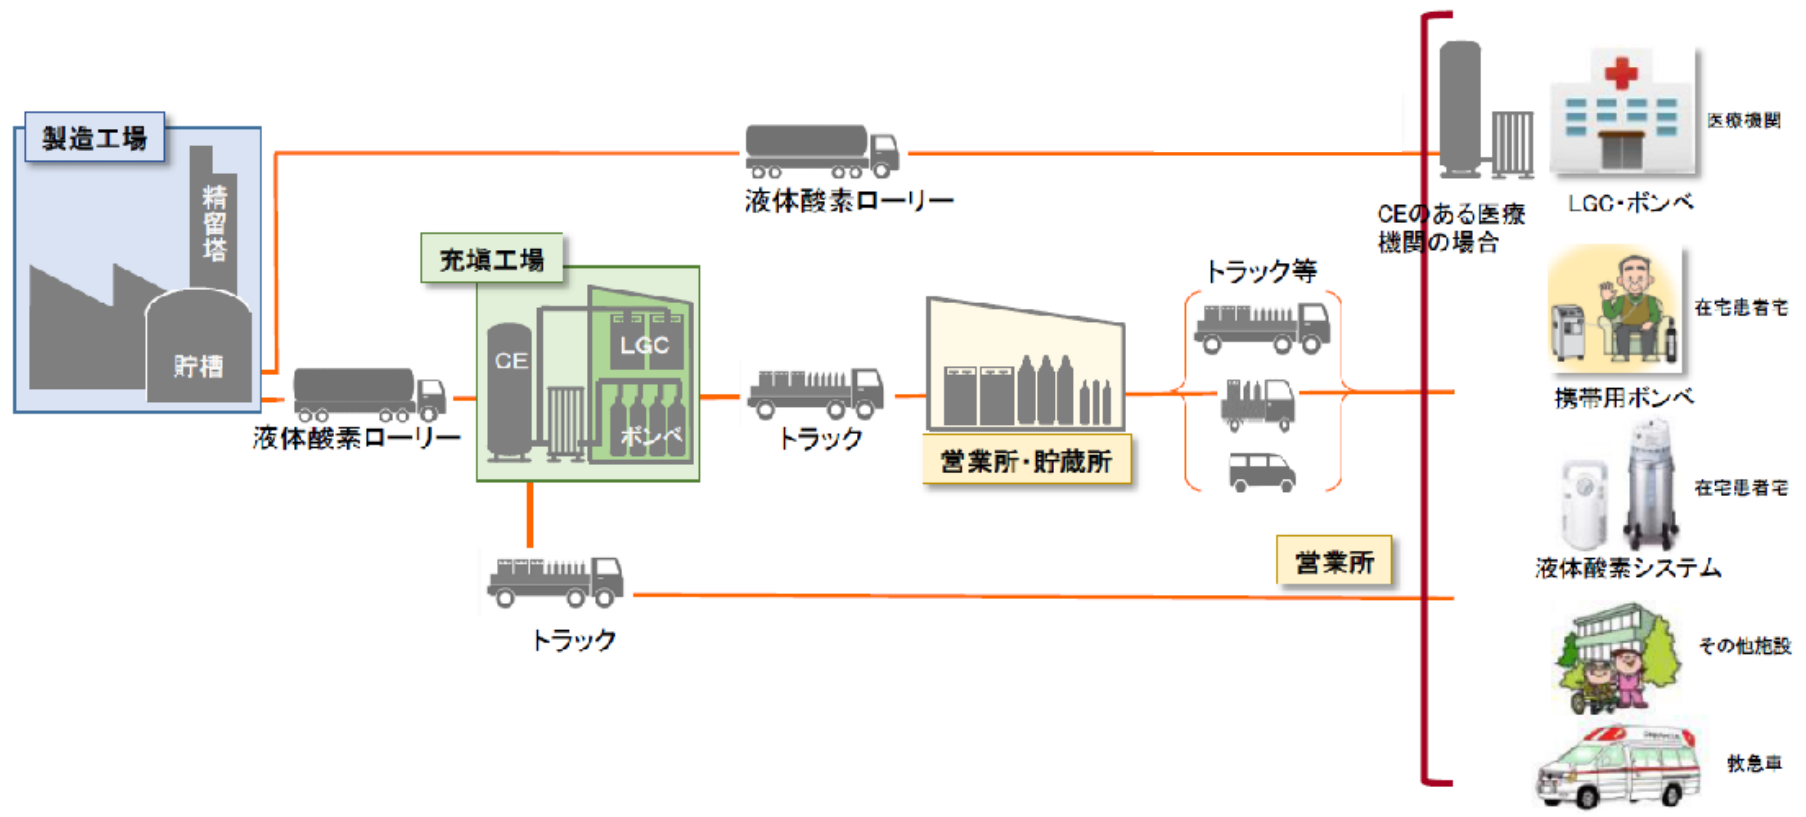 製造工場
精留塔
貯槽
液体酸素ローリー
CEのある医療
機関の場合
医療機関
LGC・ボンベ
充塡工場
CE
LGC
ボンベ
液体酸素ローリー
トラック
営業所・貯蔵所
トラック等
在宅患者宅
携帯用ボンベ
在宅患者宅
液体酸素システム
トラック
営業所
その他施設
救急車